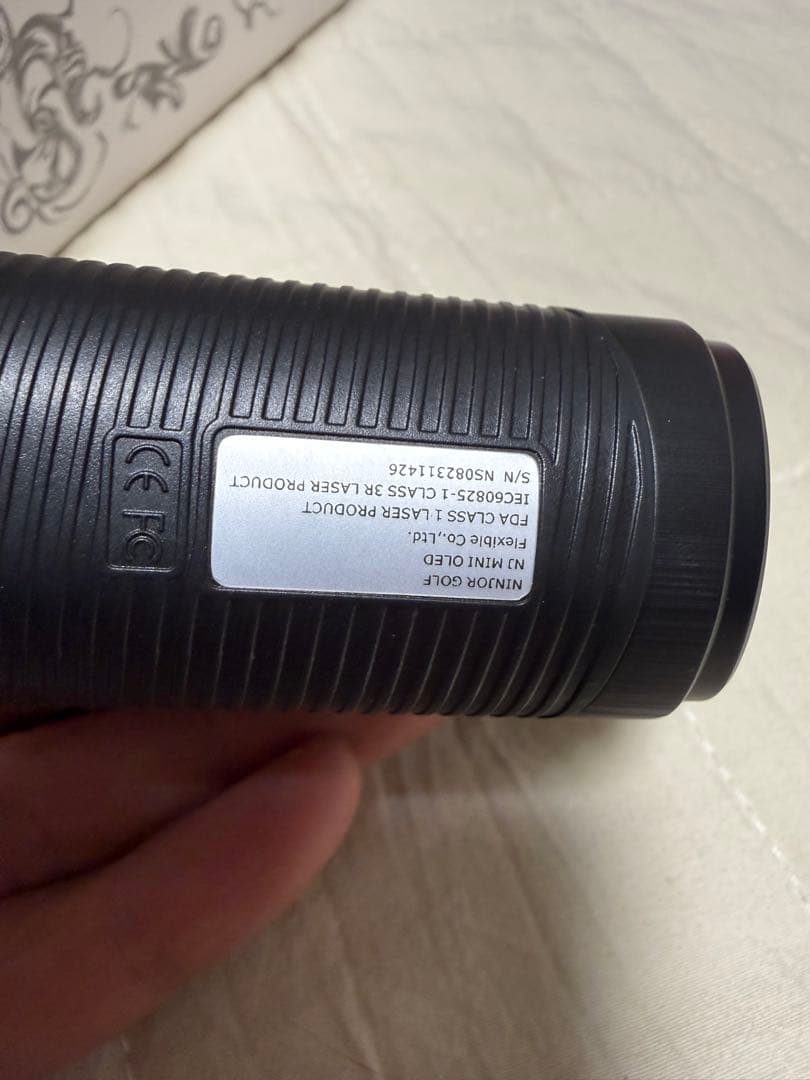 NINJOR GOLF
NJ MINI OLED
Flexible Co.,Ltd.
FDA CLASS 1 LASER PRODUCT
IEC60825-1 CLASS 3R LASER PRODUCT
S/N NS082311426
CE FC